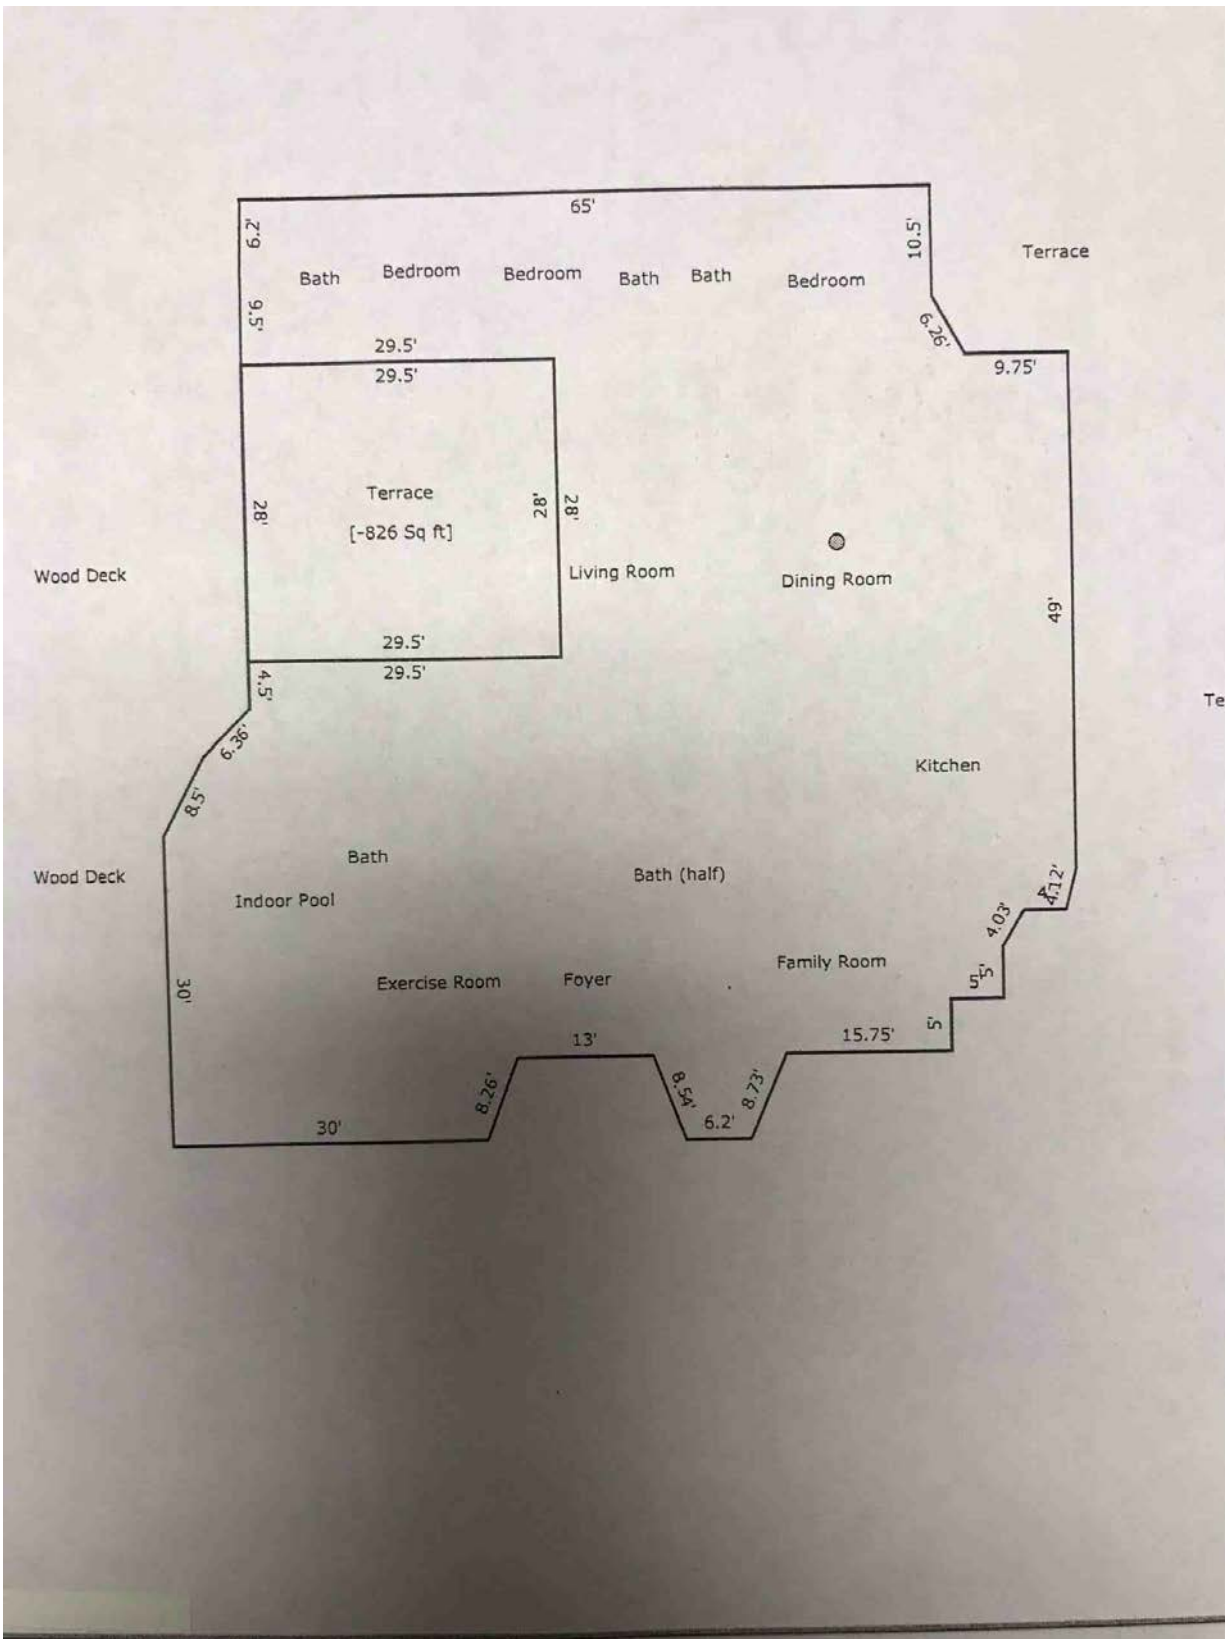 65'
6.2'
10.5'
Terrace
Bath
Bedroom
Bedroom
Bath
Bath
Bedroom
9.5'
6.26'
29.5'
29.5'
9.75'
Terrace
[-826 Sq ft]
28'
28'
28'
Wood Deck
Living Room
Dining Room
49'
29.5'
29.5'
4.5'
Te
6.36'
Kitchen
8.5'
Bath
Wood Deck
Indoor Pool
Bath (half)
4.12'
4.03'
Family Room
Exercise Room
Foyer
30'
5'
5'
5'
13'
15.75'
8.26'
8.54'
8.73'
6.2'
30'